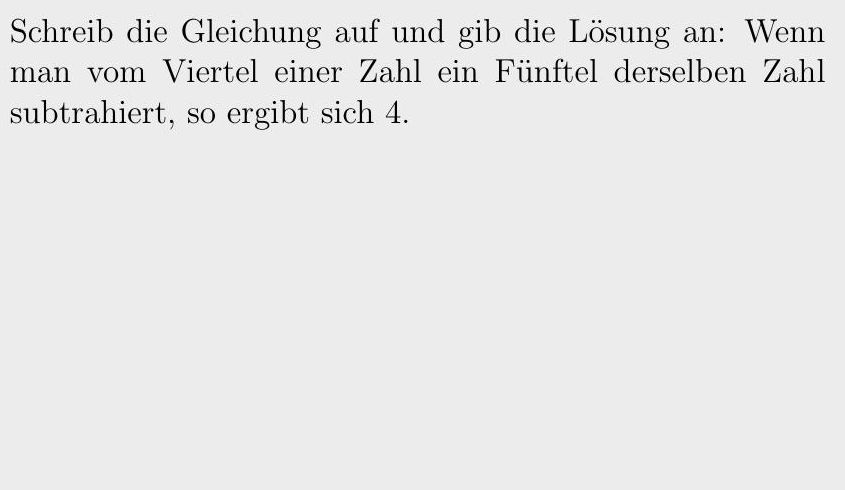 Schreib die Gleichung auf und gib die Lösung an: Wenn
man vom Viertel einer Zahl ein Fünftel derselben Zahl
subtrahiert, so ergibt sich 4.